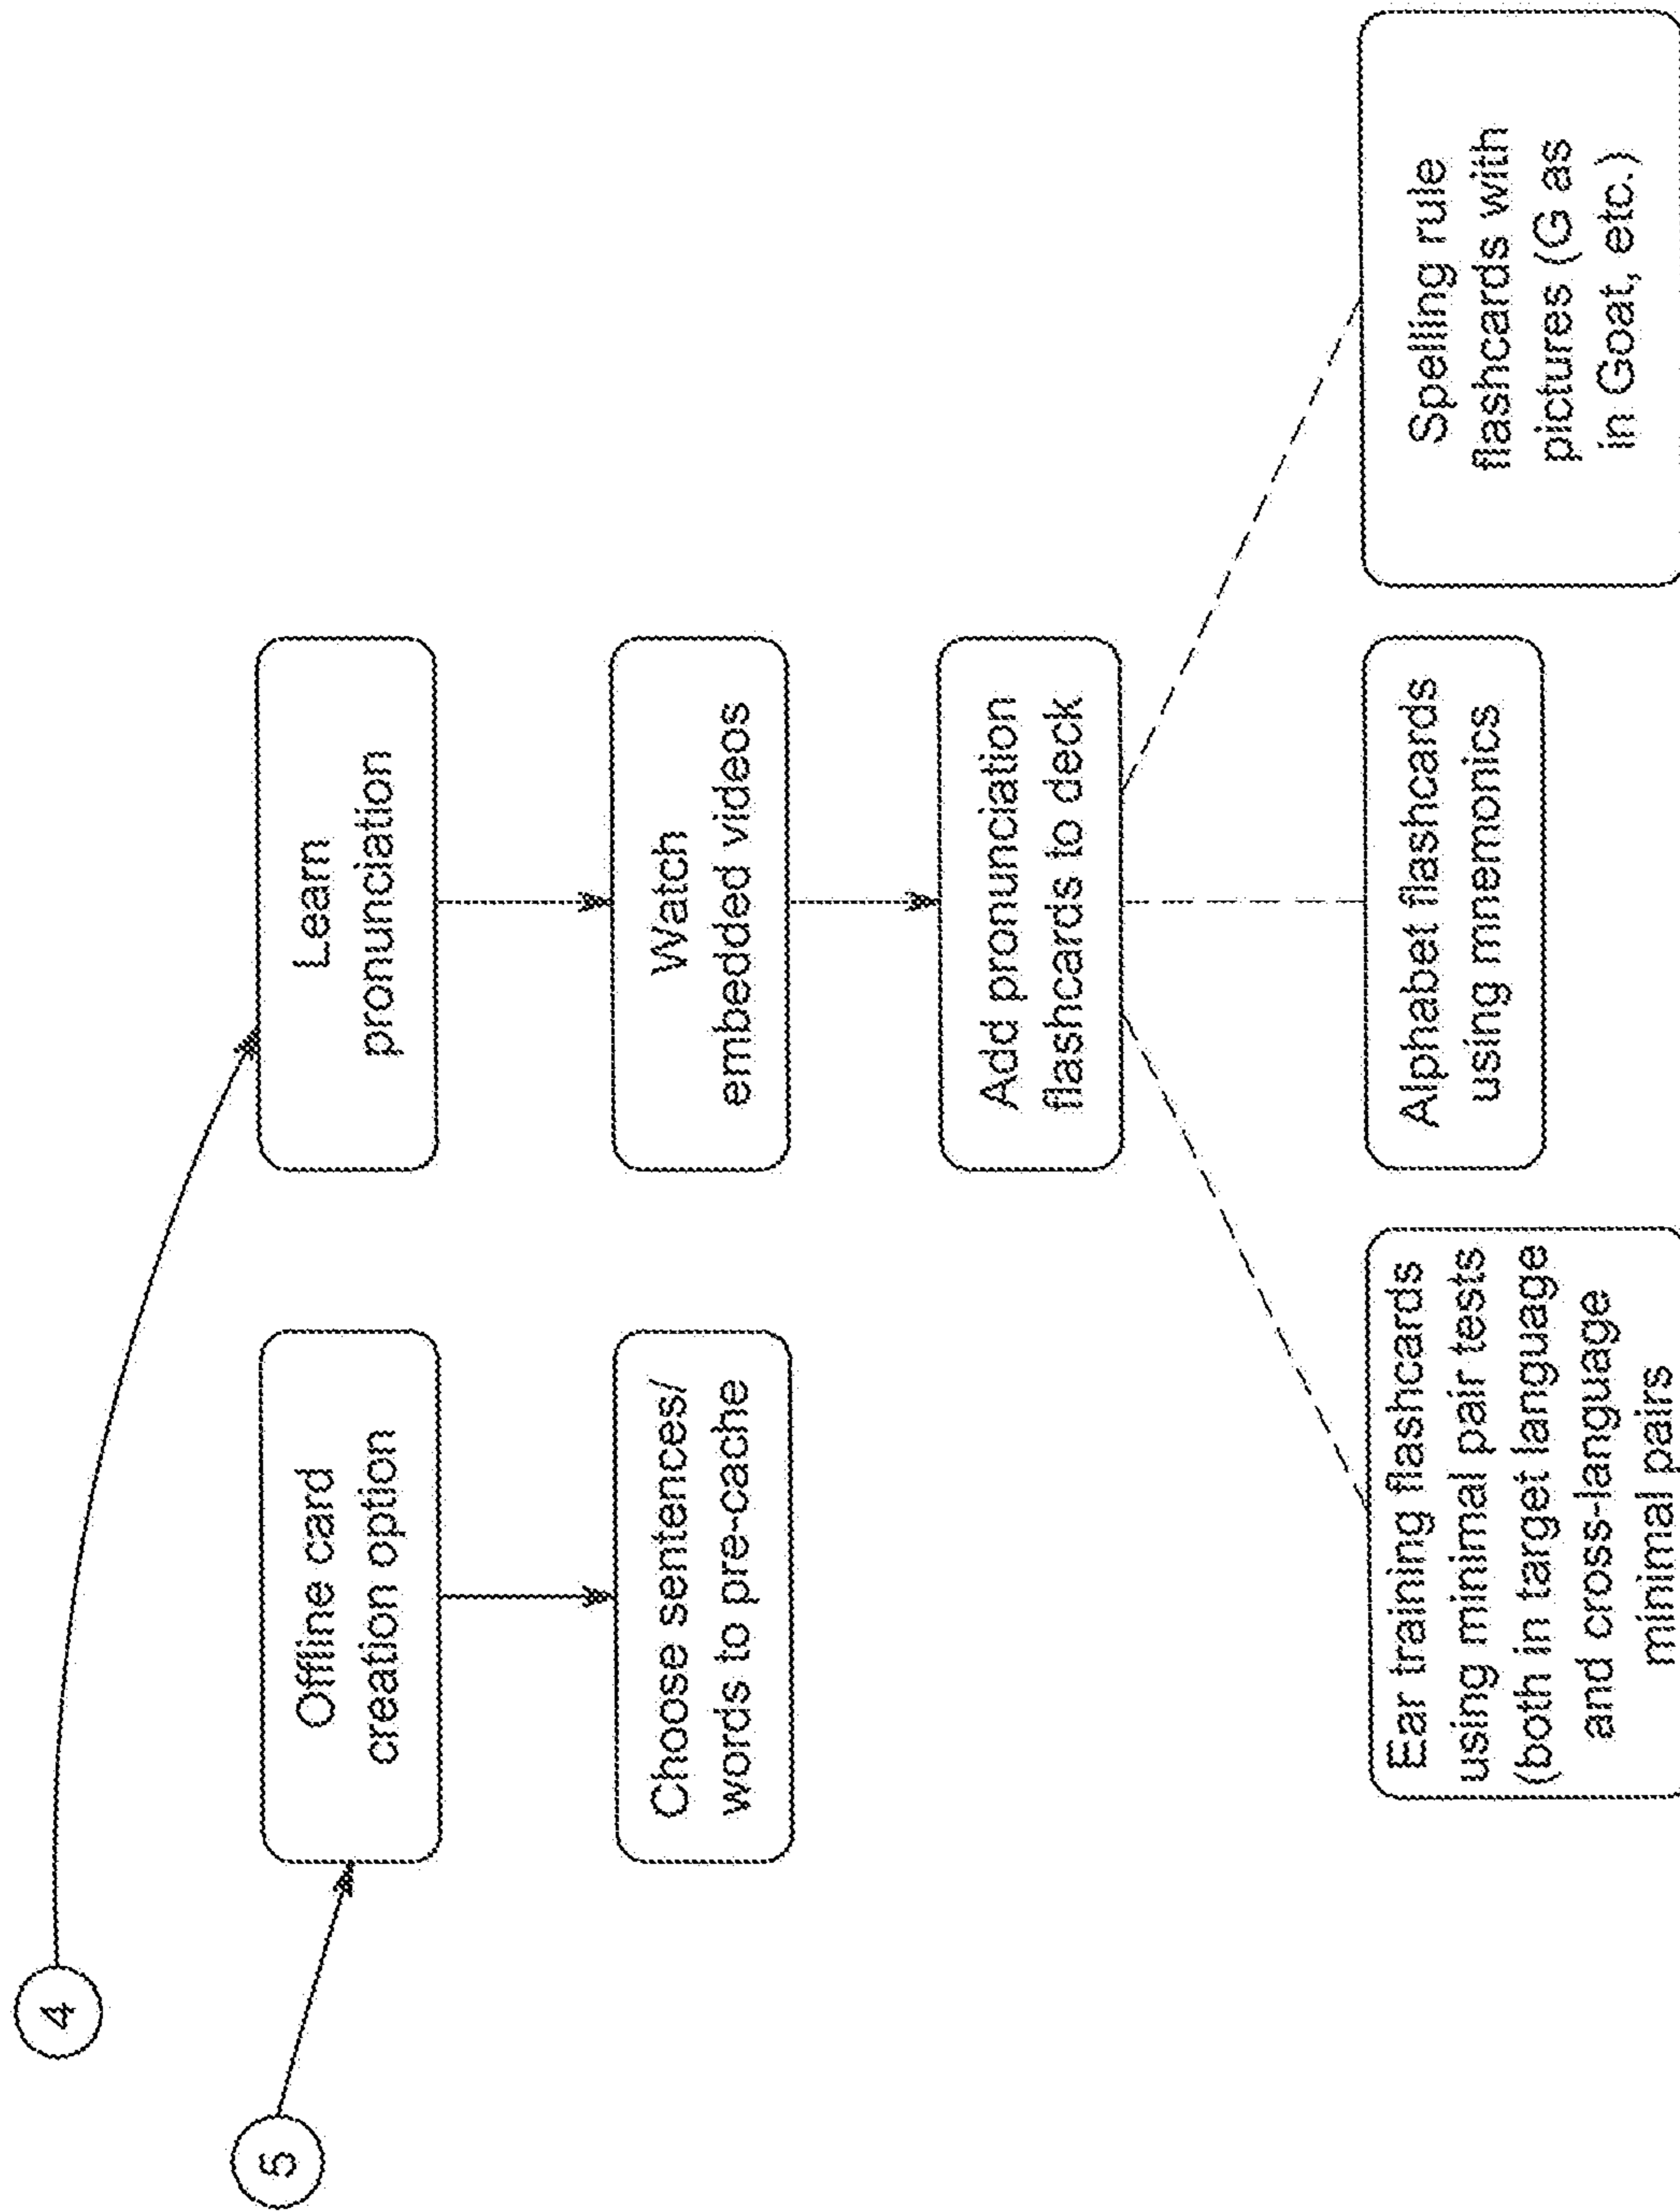 4
5
Offline card
creation option
Choose sentences/
words to pre-cache
Learn
pronunciation
Watch
embedded videos
Add pronunciation
flashcards to deck
Ear training flashcards
using minimal pair tests
(both in target language
and cross-language
minimal pairs
Alphabet flashcards
using mnemonics
Spelling rule
flashcards with
pictures (G as
in Goat, etc.)